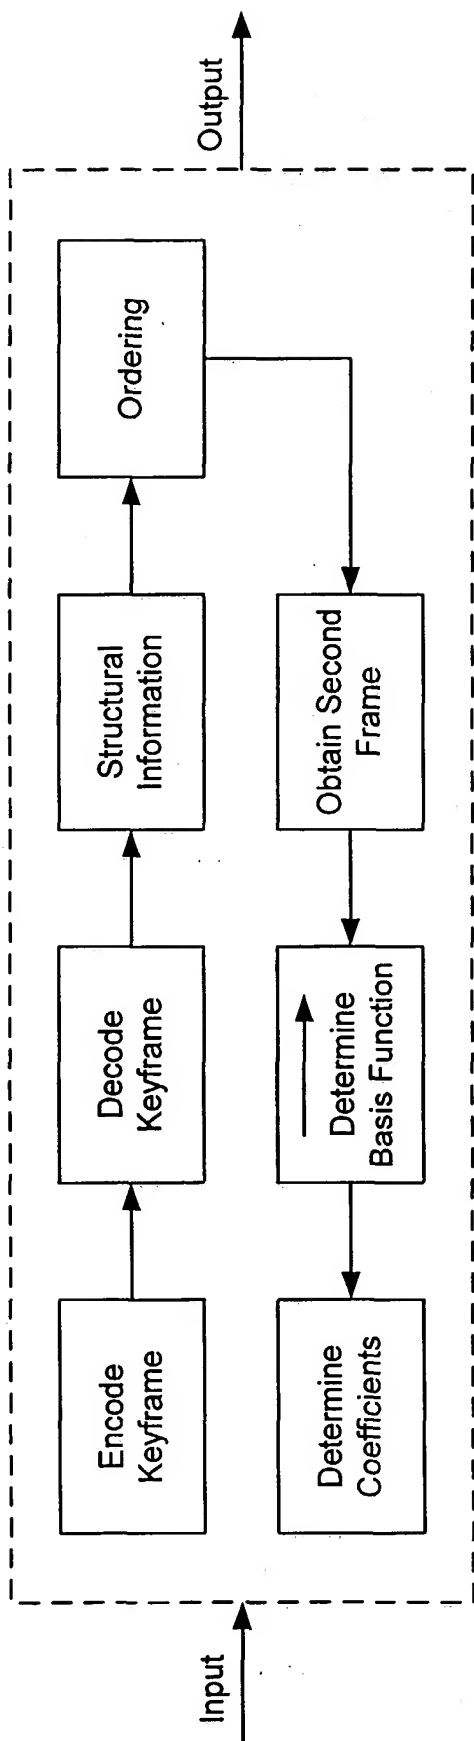 Input
Encode
Keyframe
Decode
Keyframe
Structural
Information
Ordering
Obtain Second
Frame
Determine
Basis Function
Determine
Coefficients
Output